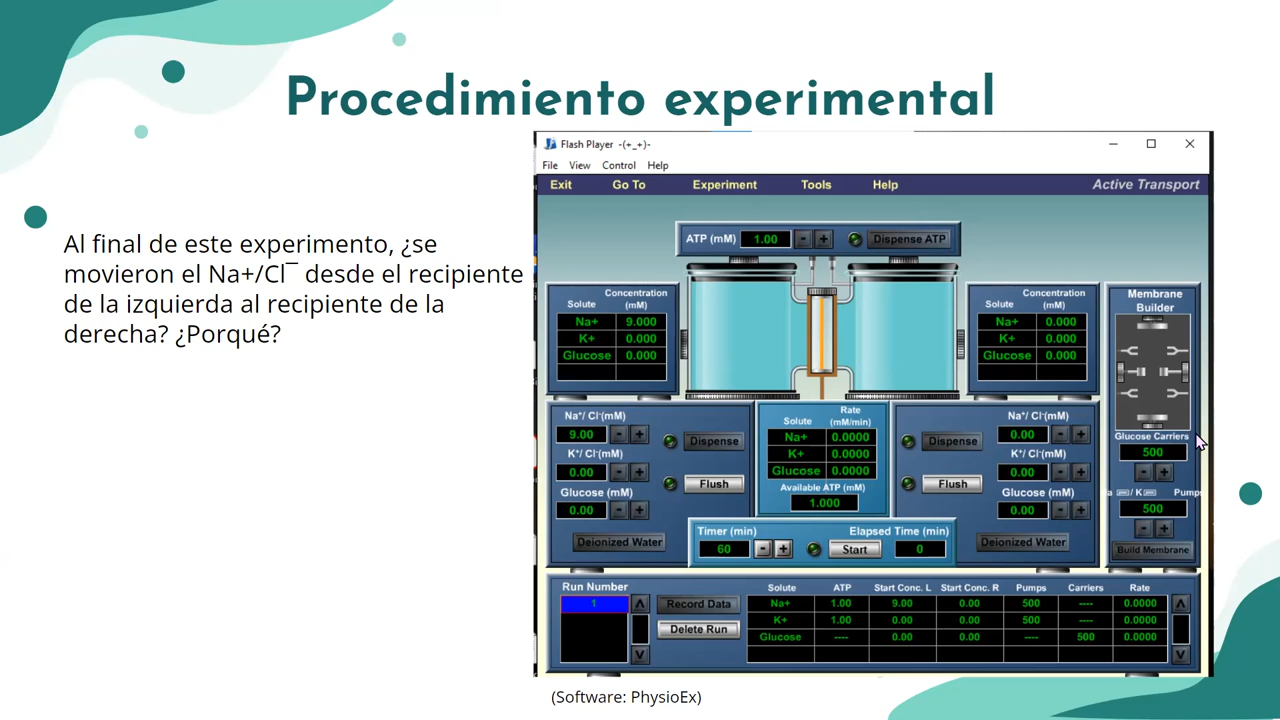 Procedimiento experimental
Al final de este experimento, ¿se
movieron el Na+/Cl¯ desde el recipiente
de la izquierda al recipiente de la
derecha? ¿Porqué?
Flash Player -(+_+)-
File View Control Help
Exit Go To Experiment Tools Help Active Transport
ATP (mM) 1.00 - + Dispense ATP
Solute Concentration (mM)
Na+ 9.000
K+ 0.000
Glucose 0.000
Solute Concentration (mM)
Na+ 0.000
K+ 0.000
Glucose 0.000
Membrane
Builder
Glucose Carriers
500
- +
/ K Pumps
500
- +
Build Membrane
Na⁺/ Cl⁻(mM)
9.00 - + Dispense
K⁺/ Cl⁻(mM)
0.00 - + Flush
Glucose (mM)
0.00 - +
Deionized Water
Solute Rate (mM/min)
Na+ 0.0000
K+ 0.0000
Glucose 0.0000
Available ATP (mM)
1.000
Na⁺/ Cl⁻(mM)
Dispense 0.00 - +
K⁺/ Cl⁻(mM)
Flush 0.00 - +
Glucose (mM)
0.00 - +
Deionized Water
Timer (min) Elapsed Time (min)
60 - + Start 0
Run Number
1
Record Data
Delete Run
Solute ATP Start Conc. L Start Conc. R Pumps Carriers Rate
Na+ 1.00 9.00 0.00 500 ---- 0.0000
K+ 1.00 0.00 0.00 500 ---- 0.0000
Glucose ---- 0.00 0.00 ---- 500 0.0000
(Software: PhysioEx)